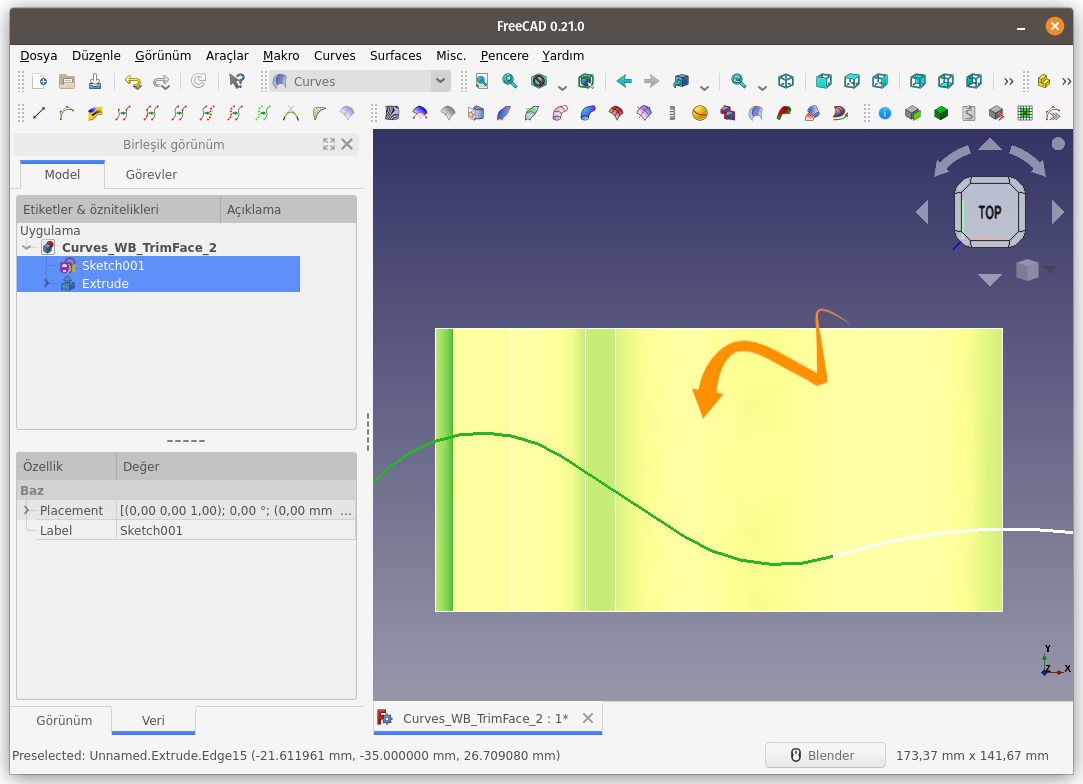 FreeCAD 0.21.0
Dosya Düzenle Görünüm Araçlar Makro Curves Surfaces Misc. Pencere Yardım
Curves
Birleşik görünüm
Model Görevler
Etiketler & öznitelikleri Açıklama
Uygulama
Curves_WB_TrimFace_2
Sketch001
Extrude
TOP
Özellik Değer
Baz
Placement [(0,00 0,00 1,00); 0,00 °; (0,00 mm ...
Label Sketch001
Y
Z X
Görünüm Veri
Curves_WB_TrimFace_2 : 1*
Preselected: Unnamed.Extrude.Edge15 (-21.611961 mm, -35.000000 mm, 26.709080 mm)
Blender 173,37 mm x 141,67 mm